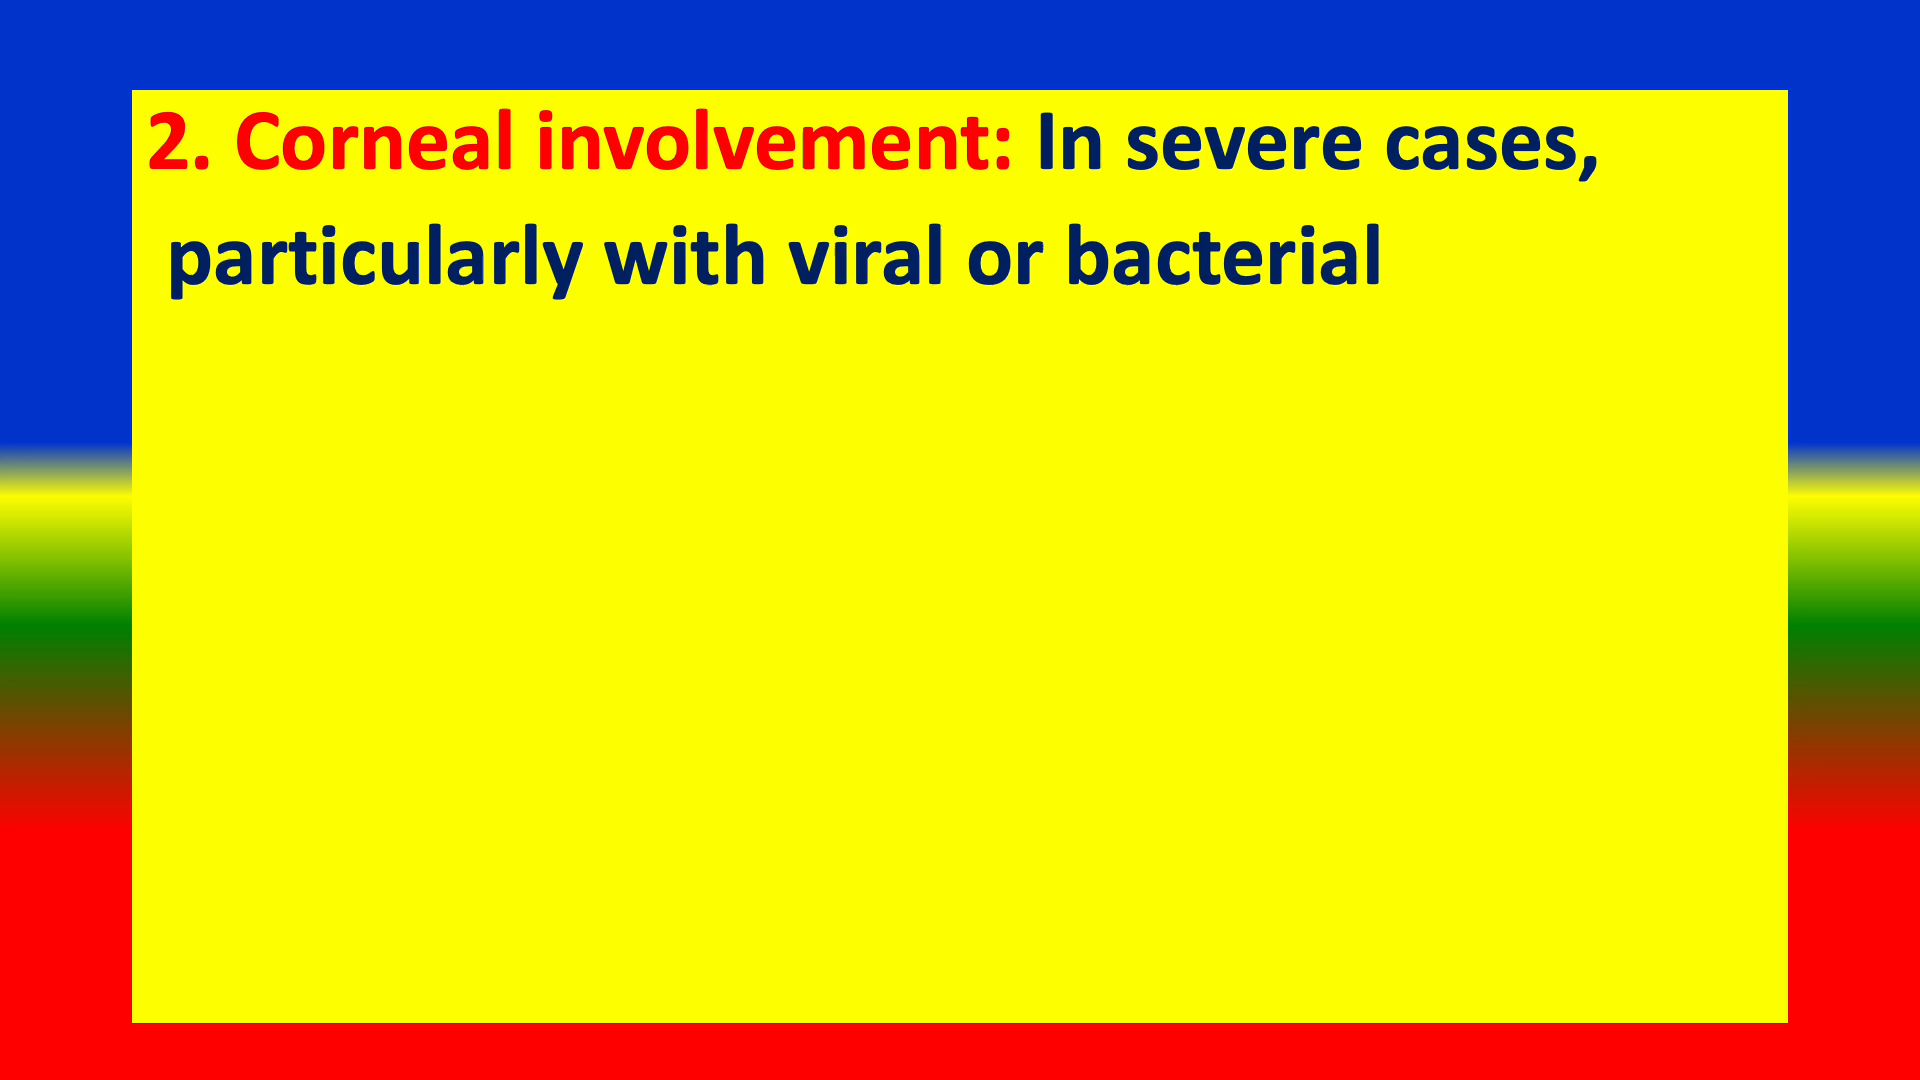 2. Corneal involvement: In severe cases,
particularly with viral or bacterial